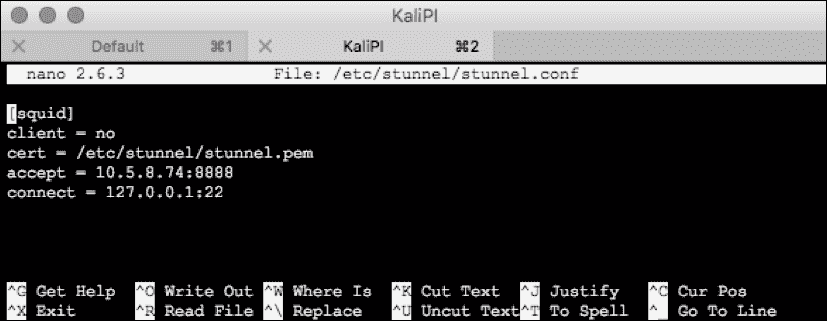 KaliPI
Default ⌘1 KaliPI ⌘2
nano 2.6.3 File: /etc/stunnel/stunnel.conf
[squid]
client = no
cert = /etc/stunnel/stunnel.pem
accept = 10.5.8.74:8888
connect = 127.0.0.1:22
^G Get Help ^O Write Out ^W Where Is ^K Cut Text ^J Justify ^C Cur Pos
^X Exit ^R Read File ^\ Replace ^U Uncut Text ^T To Spell ^_ Go To Line